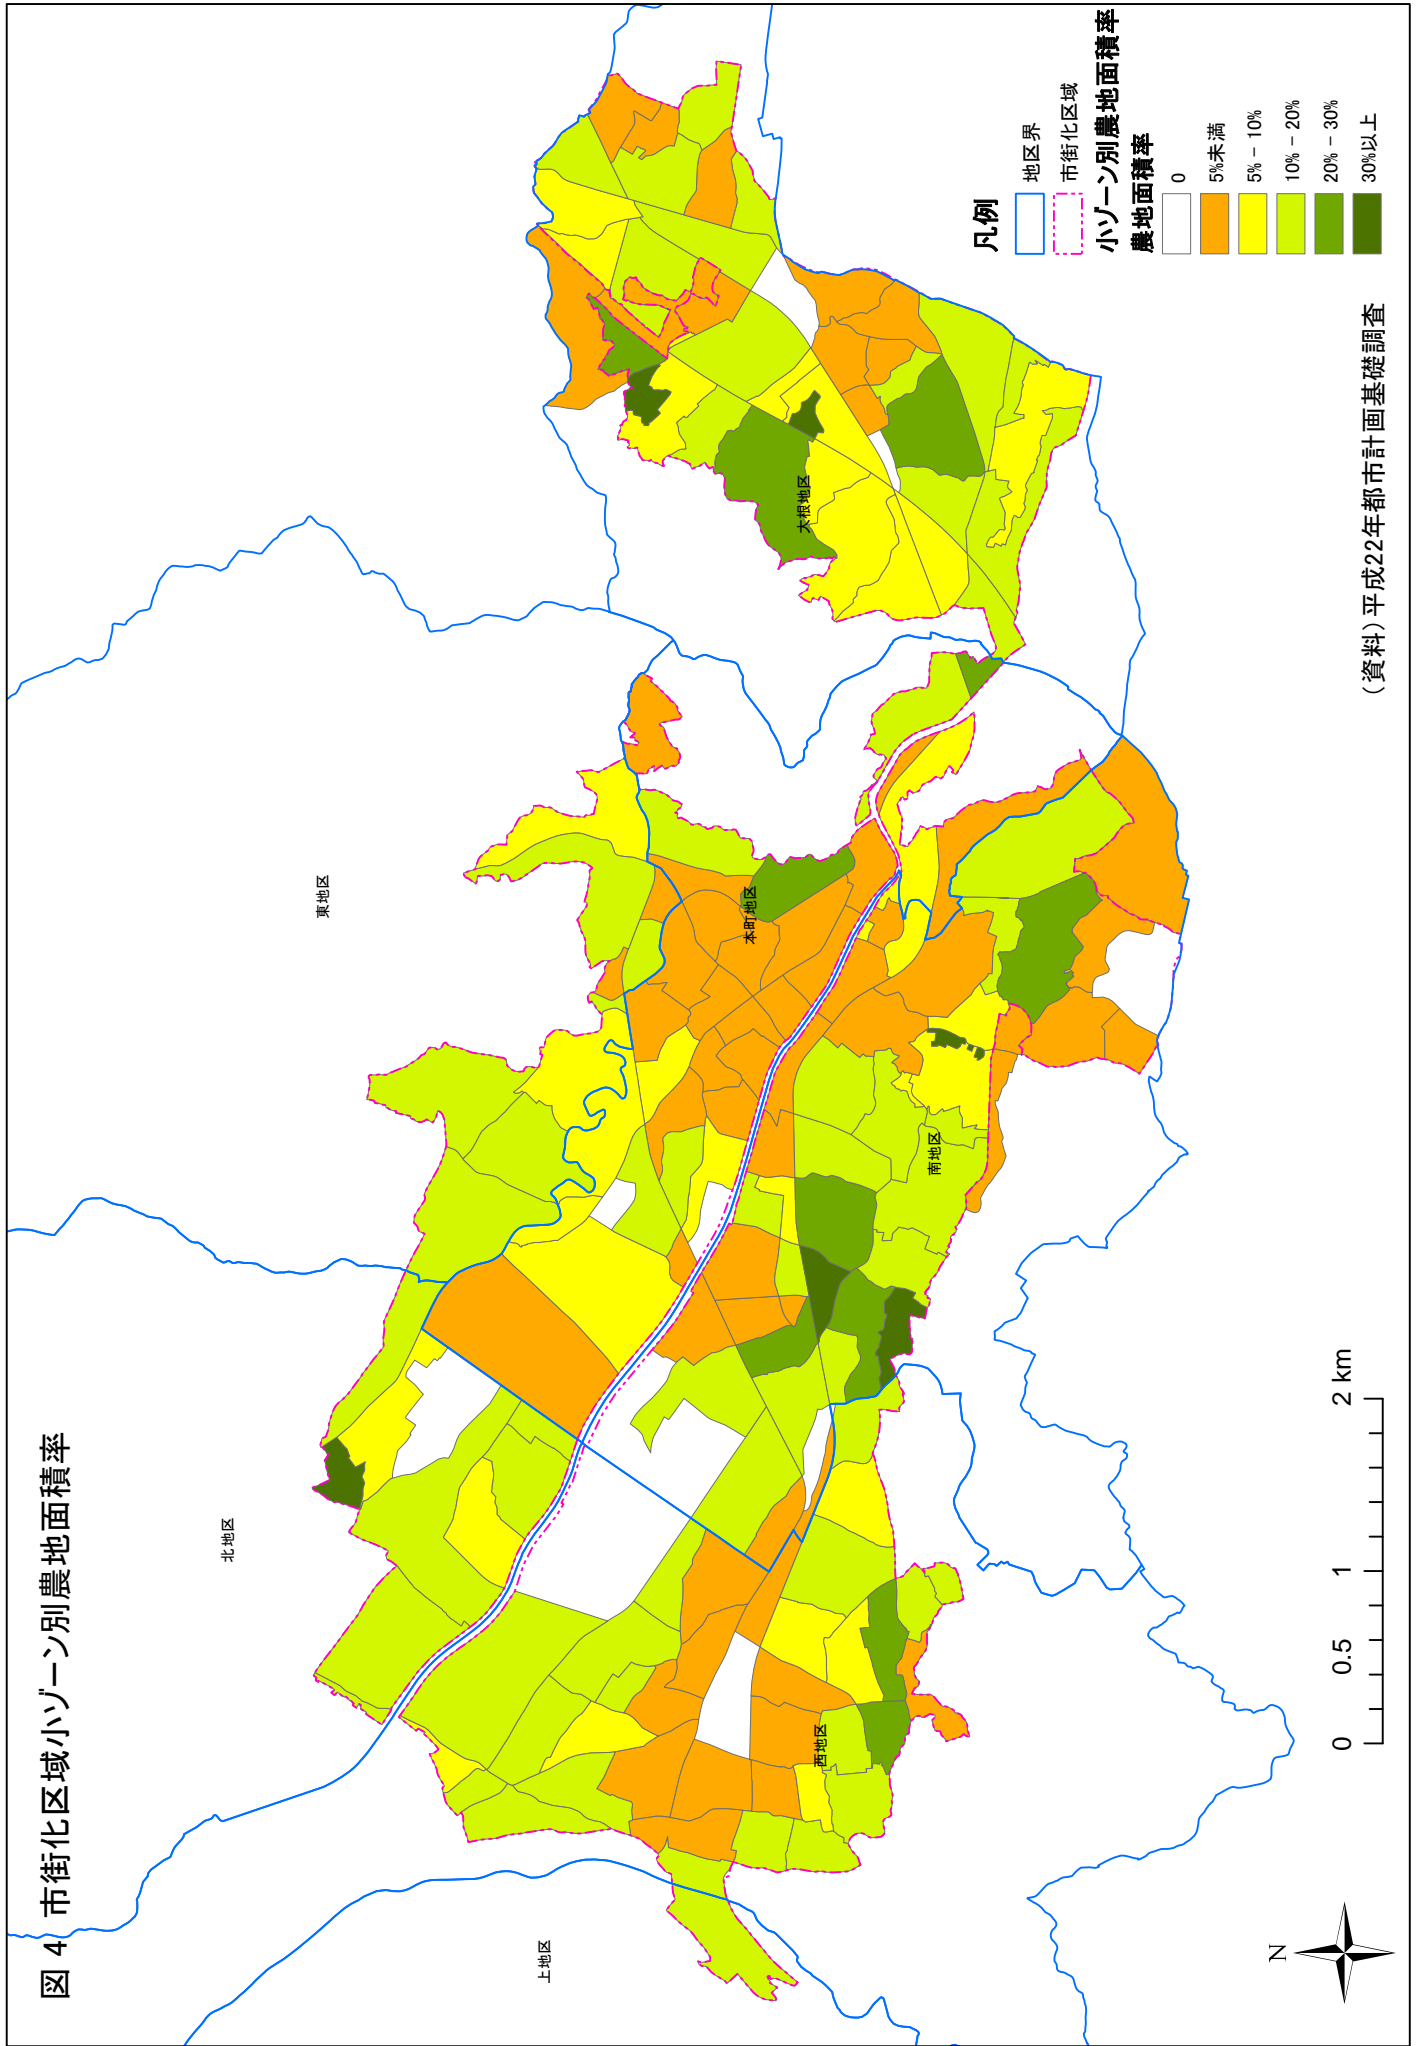 図 4 市街化区域小ゾーン別農地面積率
北地区
東地区
上地区
西地区
南地区
本町地区
大根地区
凡例
地区界
市街化区域
小ゾーン別農地面積率
農地面積率
0
5%未満
5% - 10%
10% - 20%
20% - 30%
30%以上
(資料)平成22年都市計画基礎調査
N
0 0.5 1 2 km